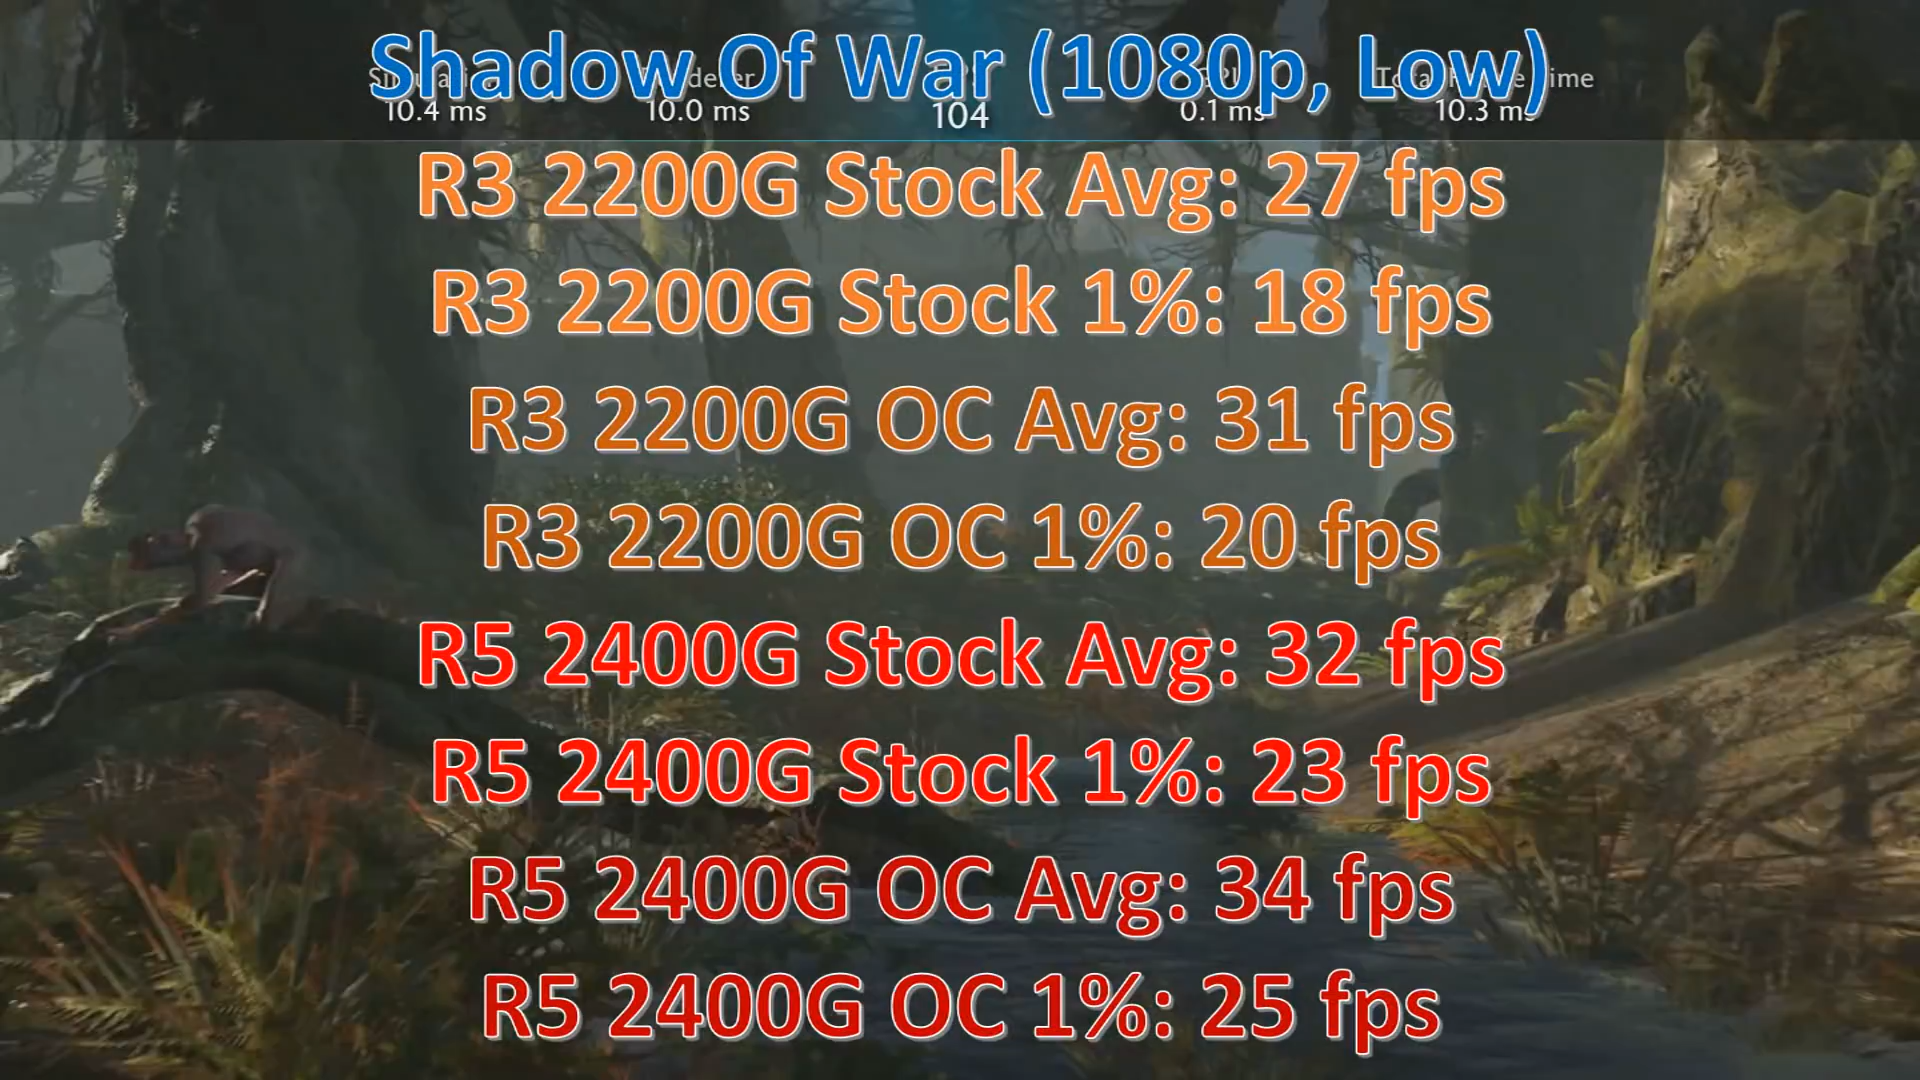 Shadow Of War (1080p, Low)
10.4 ms 10.0 ms 104 0.1 ms 10.3 ms
R3 2200G Stock Avg: 27 fps
R3 2200G Stock 1%: 18 fps
R3 2200G OC Avg: 31 fps
R3 2200G OC 1%: 20 fps
R5 2400G Stock Avg: 32 fps
R5 2400G Stock 1%: 23 fps
R5 2400G OC Avg: 34 fps
R5 2400G OC 1%: 25 fps